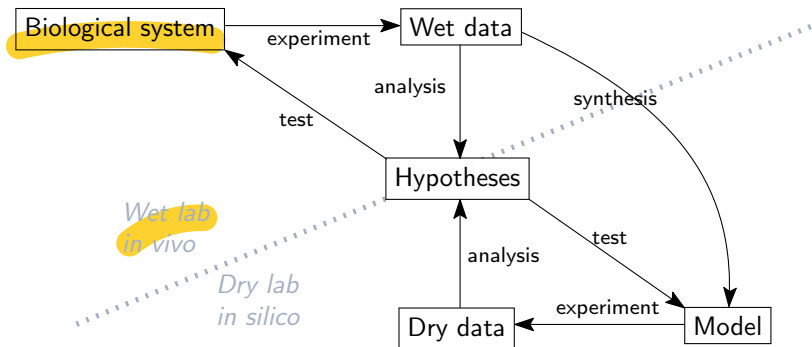 Biological system
experiment
Wet data
analysis
synthesis
test
Hypotheses
Wet lab
in vivo
test
analysis
Dry lab
in silico
experiment
Dry data
Model